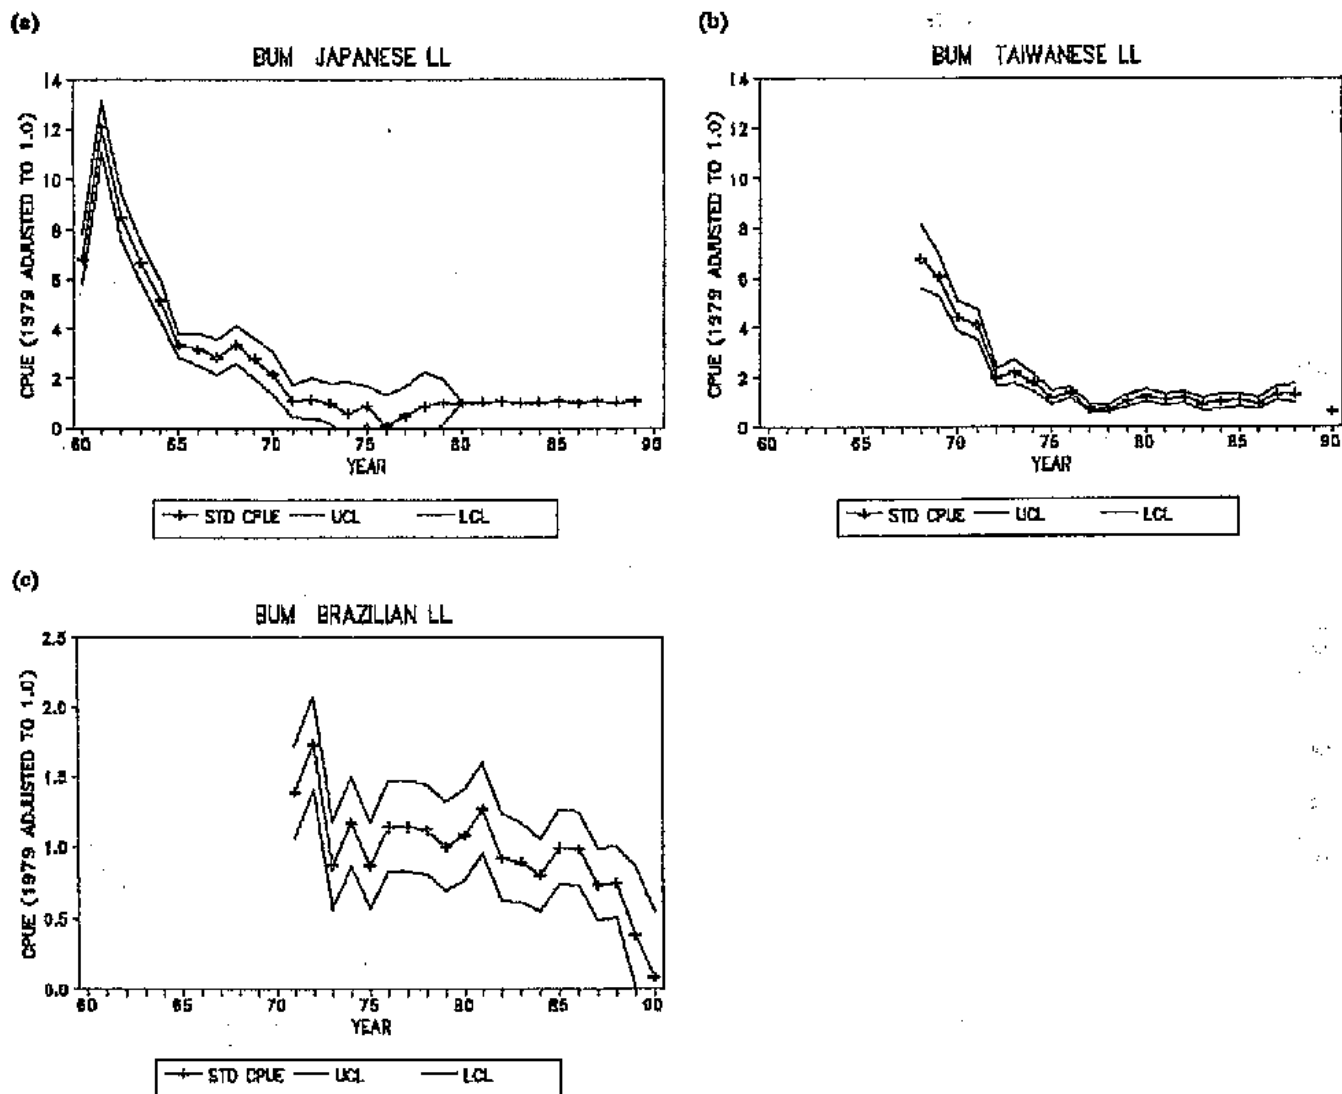 (a)
BUM JAPANESE LL
CPUE (1979 ADJUSTED TO 1.0)
14
12
10
8
6
4
2
0
60 65 70 75 80 85 90
YEAR
STD CPUE UCL LCL
(b)
BUM TAIWANESE LL
CPUE (1979 ADJUSTED TO 1.0)
14
12
10
8
6
4
2
0
60 65 70 75 80 85 90
YEAR
STD CPUE UCL LCL
(c)
BUM BRAZILIAN LL
CPUE (1979 ADJUSTED TO 1.0)
2.5
2.0
1.5
1.0
0.5
0.0
60 65 70 75 80 85 90
YEAR
STD CPUE UCL LCL